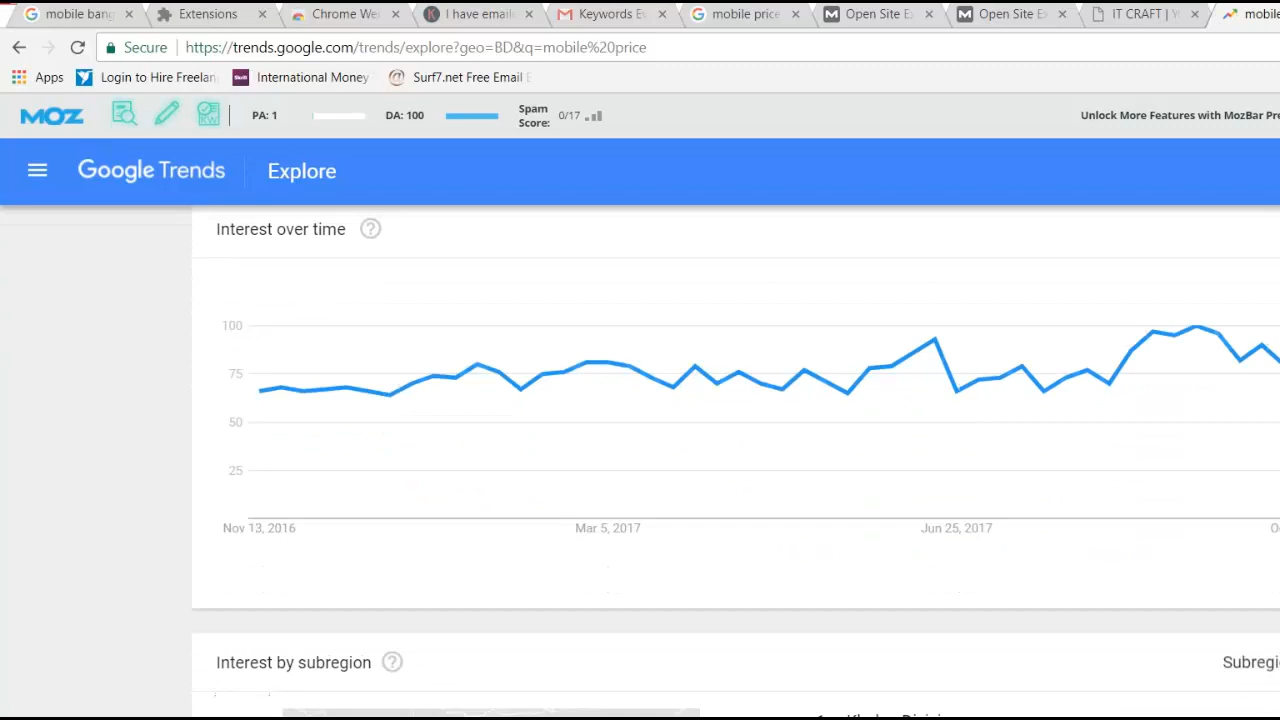 mobile bang
Extensions
Chrome We
I have email
Keywords E
mobile price
Open Site E
Open Site E
IT CRAFT | Y
mobile
Secure
https://trends.google.com/trends/explore?geo=BD&q=mobile%20price
Apps
Login to Hire Freelan
International Money
Surf7.net Free Email
MOZ
PA: 1
DA: 100
Spam
Score:
0/17
Unlock More Features with MozBar Pre
Google Trends
Explore
Interest over time
100
75
50
25
Nov 13, 2016
Mar 5, 2017
Jun 25, 2017
Interest by subregion
Subregi